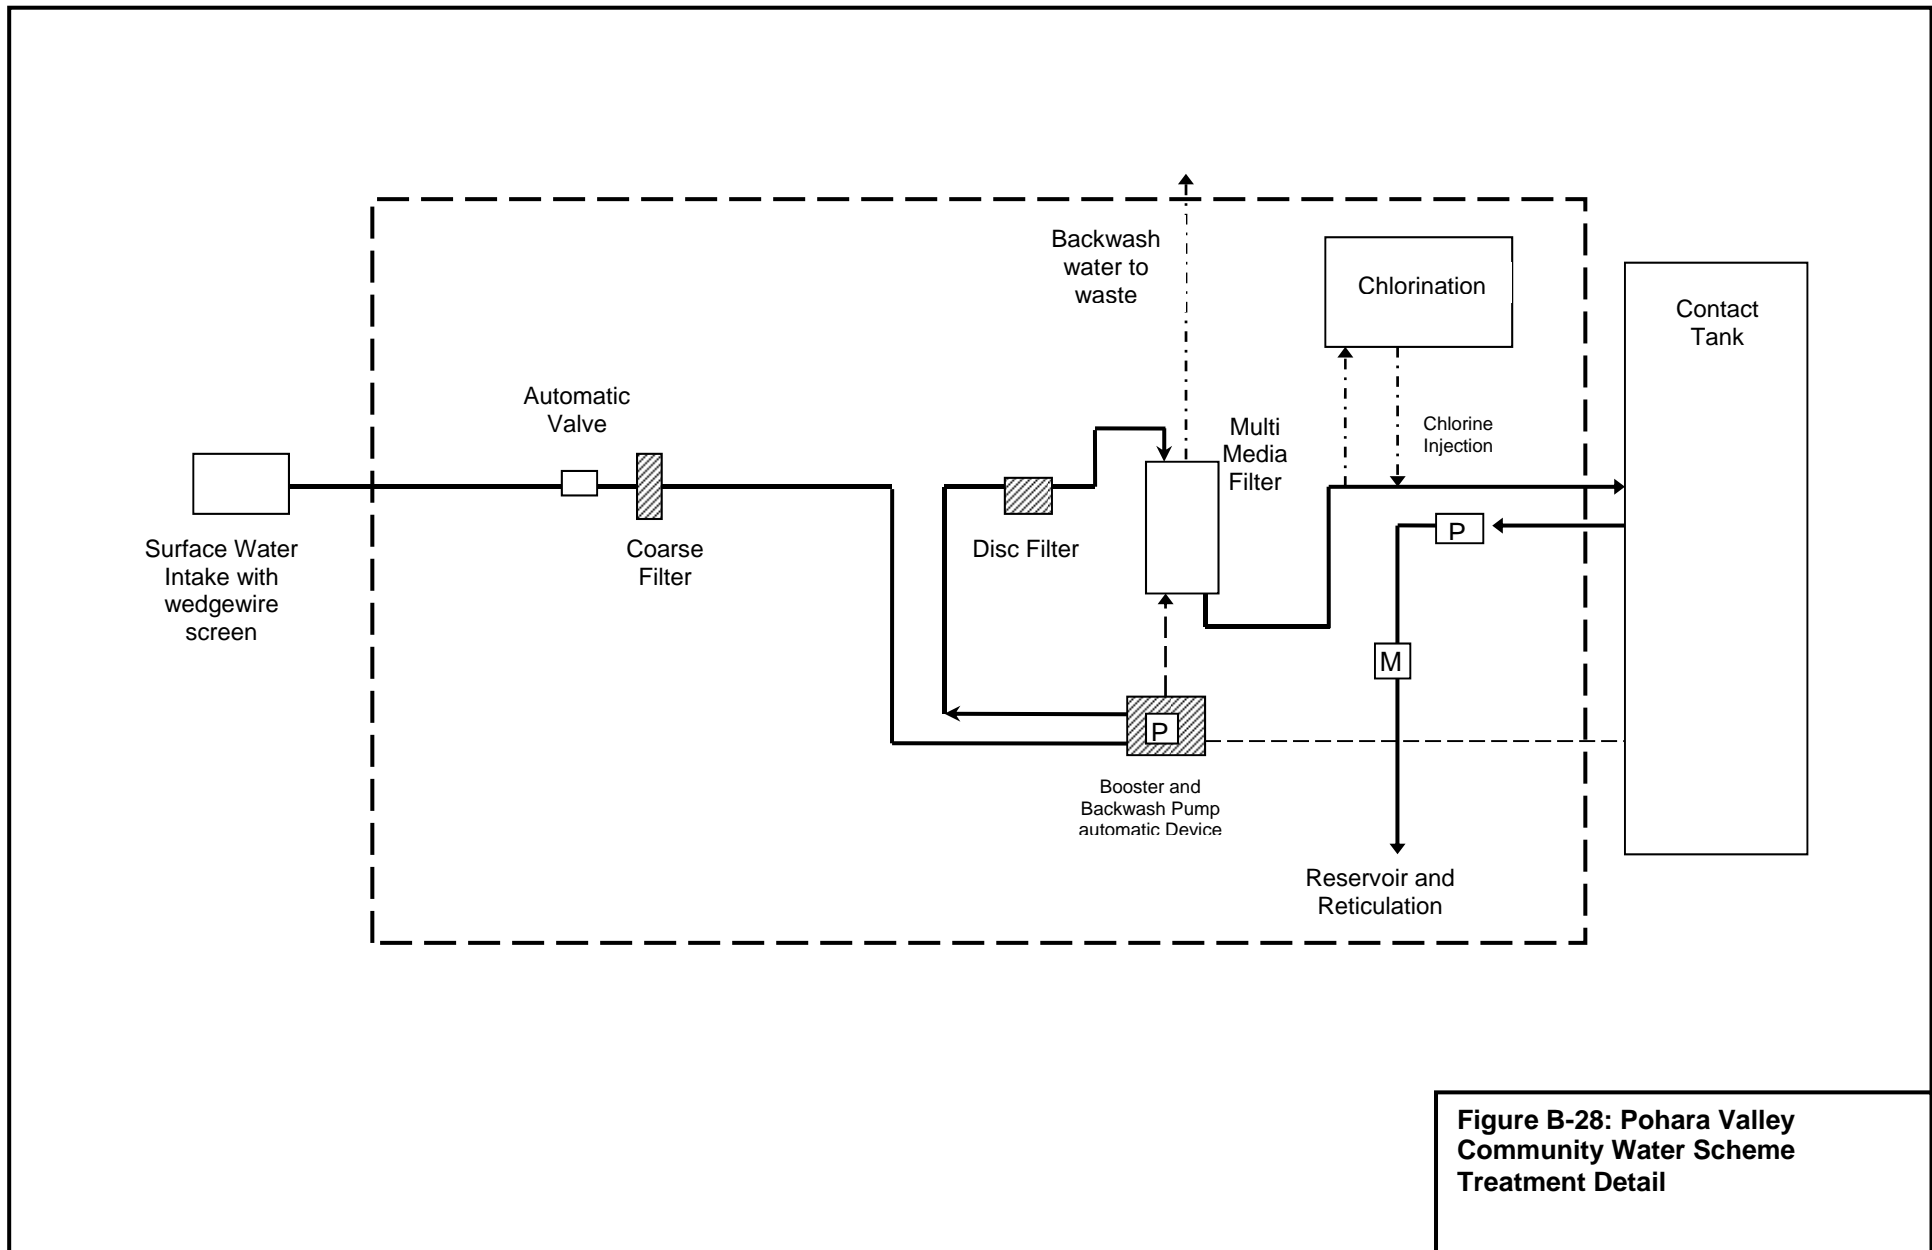 Backwash
water to
waste
Chlorination
Contact
Tank
Automatic
Valve
Multi
Media
Filter
Chlorine
Injection
Surface Water
Intake with
wedgewire
screen
Coarse
Filter
Disc Filter
P
M
P
Booster and
Backwash Pump
automatic Device
Reservoir and
Reticulation
Figure B-28: Pohara Valley
Community Water Scheme
Treatment Detail